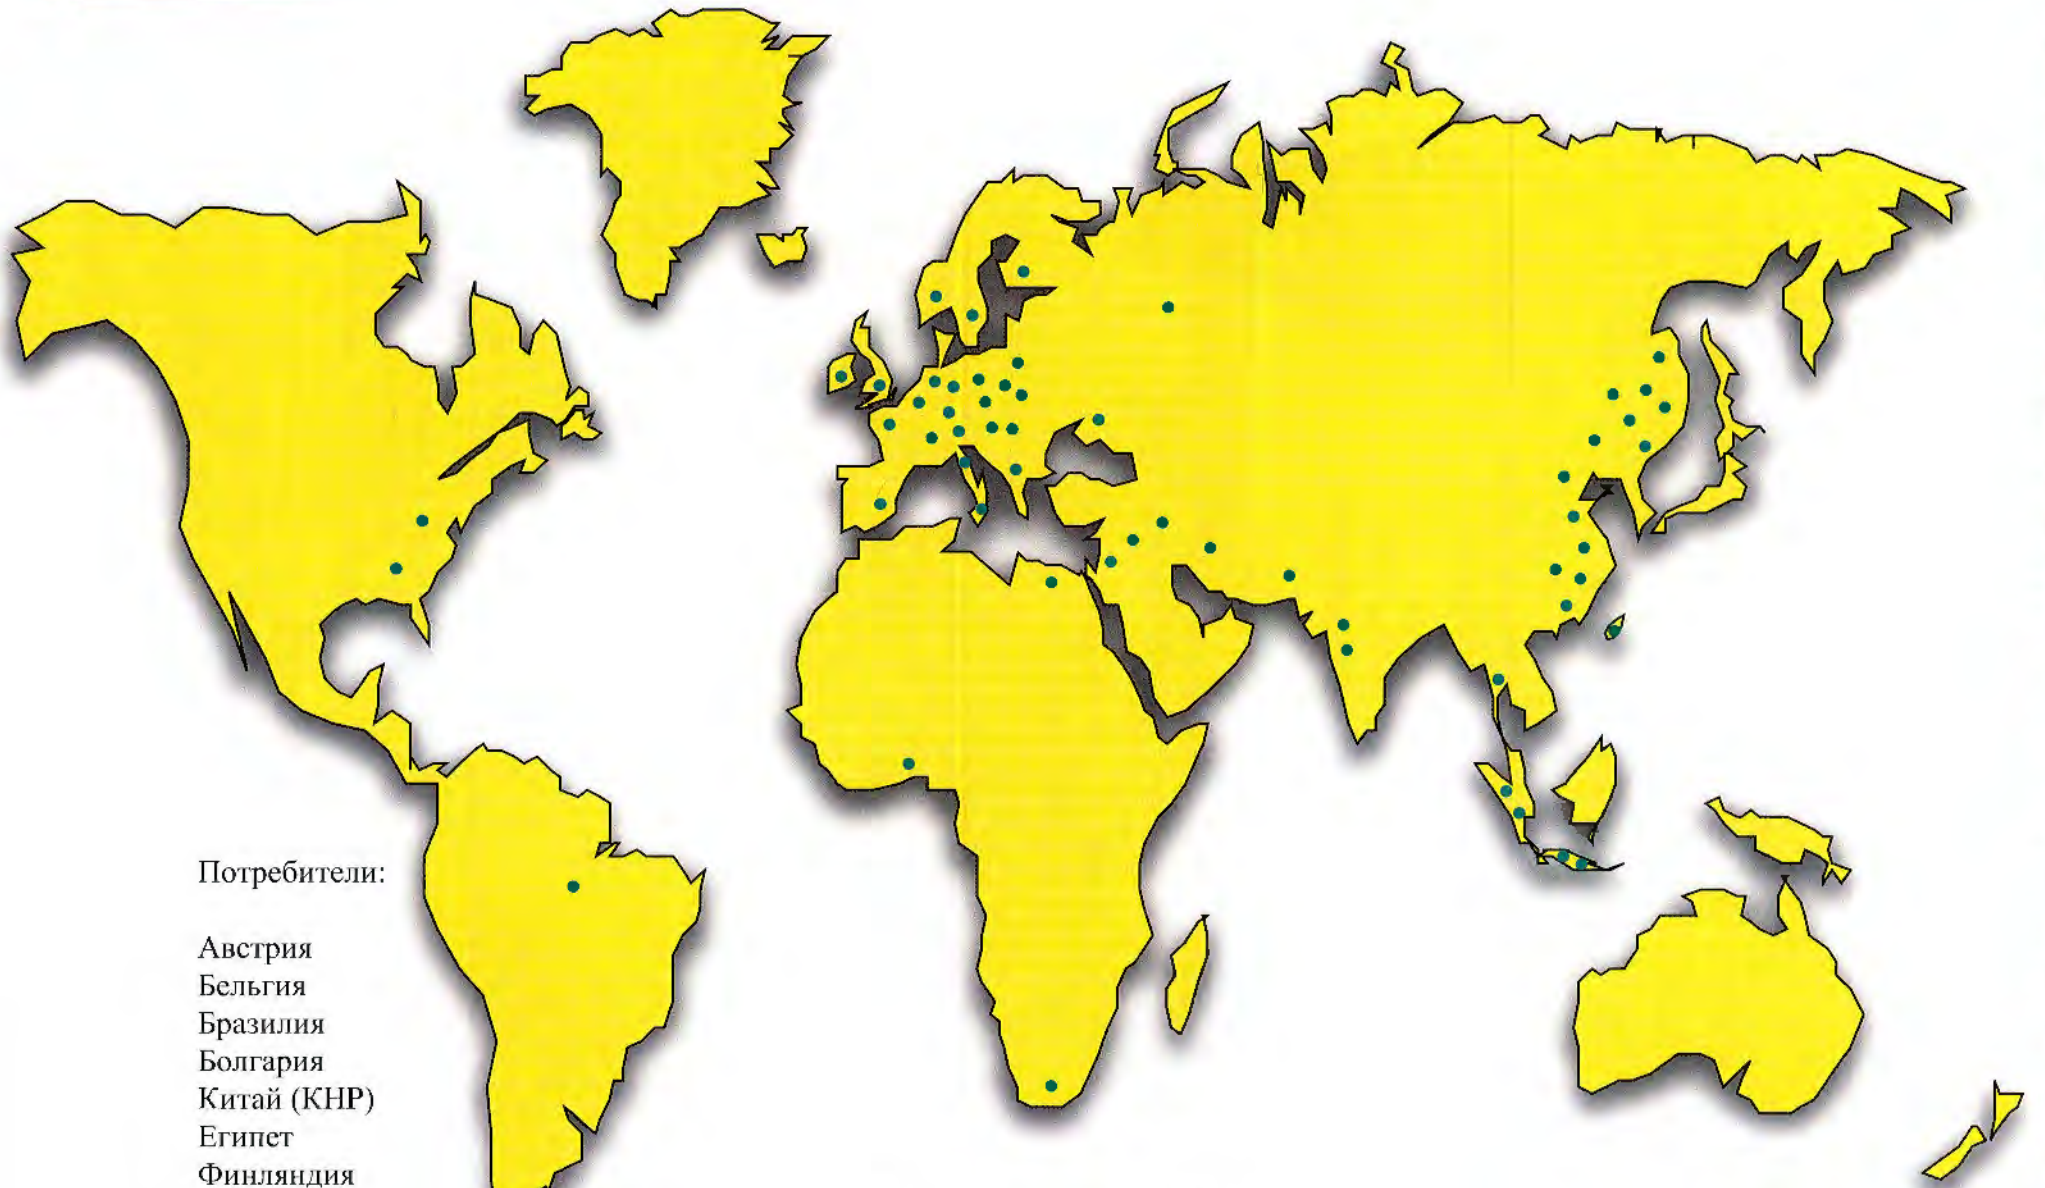 Потребители:
Австрия
Бельгия
Бразилия
Болгария
Китай (КНР)
Египет
Финляндия